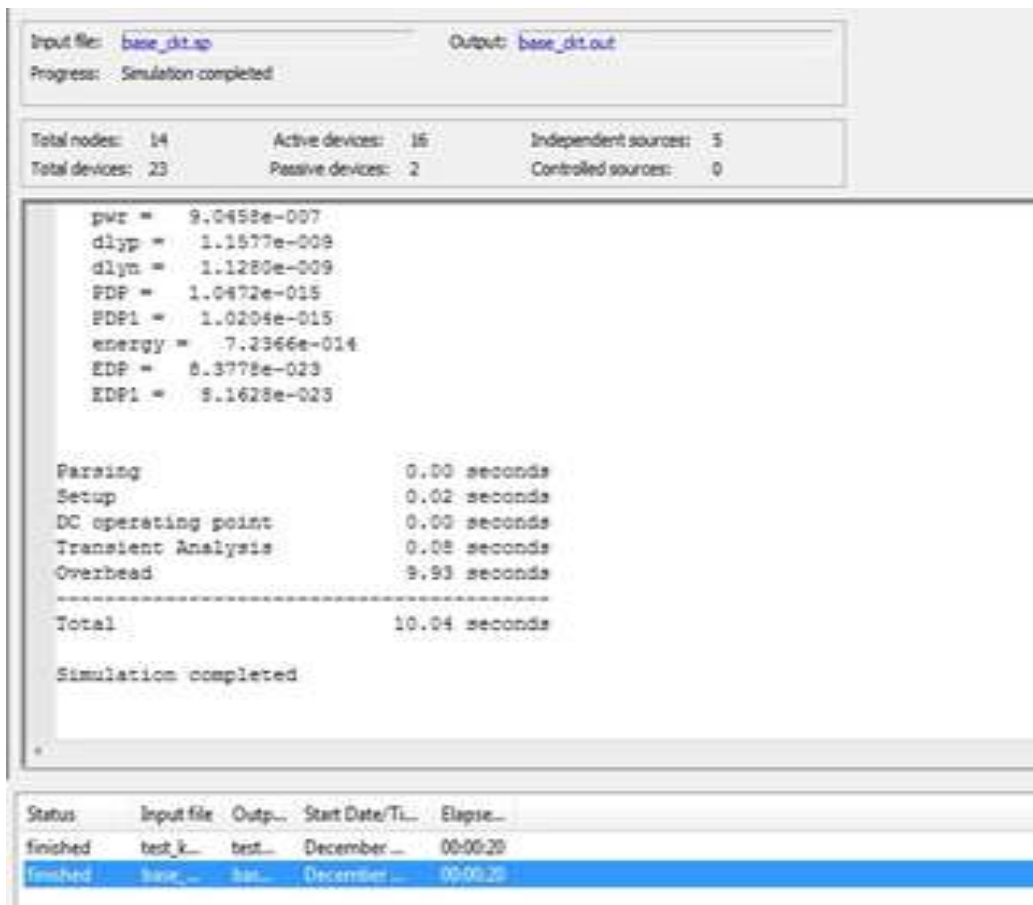 Input file: base_ckt.sp Output: base_ckt.out
Progress: Simulation completed
Total nodes: 14 Active devices: 16 Independent sources: 5
Total devices: 23 Passive devices: 2 Controlled sources: 0
pwr = 9.0458e-007
dlyp = 1.1577e-009
dlyn = 1.1280e-009
PDP = 1.0472e-015
PDP1 = 1.0204e-015
energy = 7.2366e-014
EDP = 8.3778e-023
EDP1 = 8.1628e-023
Parsing 0.00 seconds
Setup 0.02 seconds
DC operating point 0.00 seconds
Transient Analysis 0.08 seconds
Overhead 9.93 seconds
-----------------------------------------
Total 10.04 seconds
Simulation completed
Status Input file Outp... Start Date/Ti... Elapse...
finished test_k... test... December ... 00:00:20
finished base_... bas... December ... 00:00:20